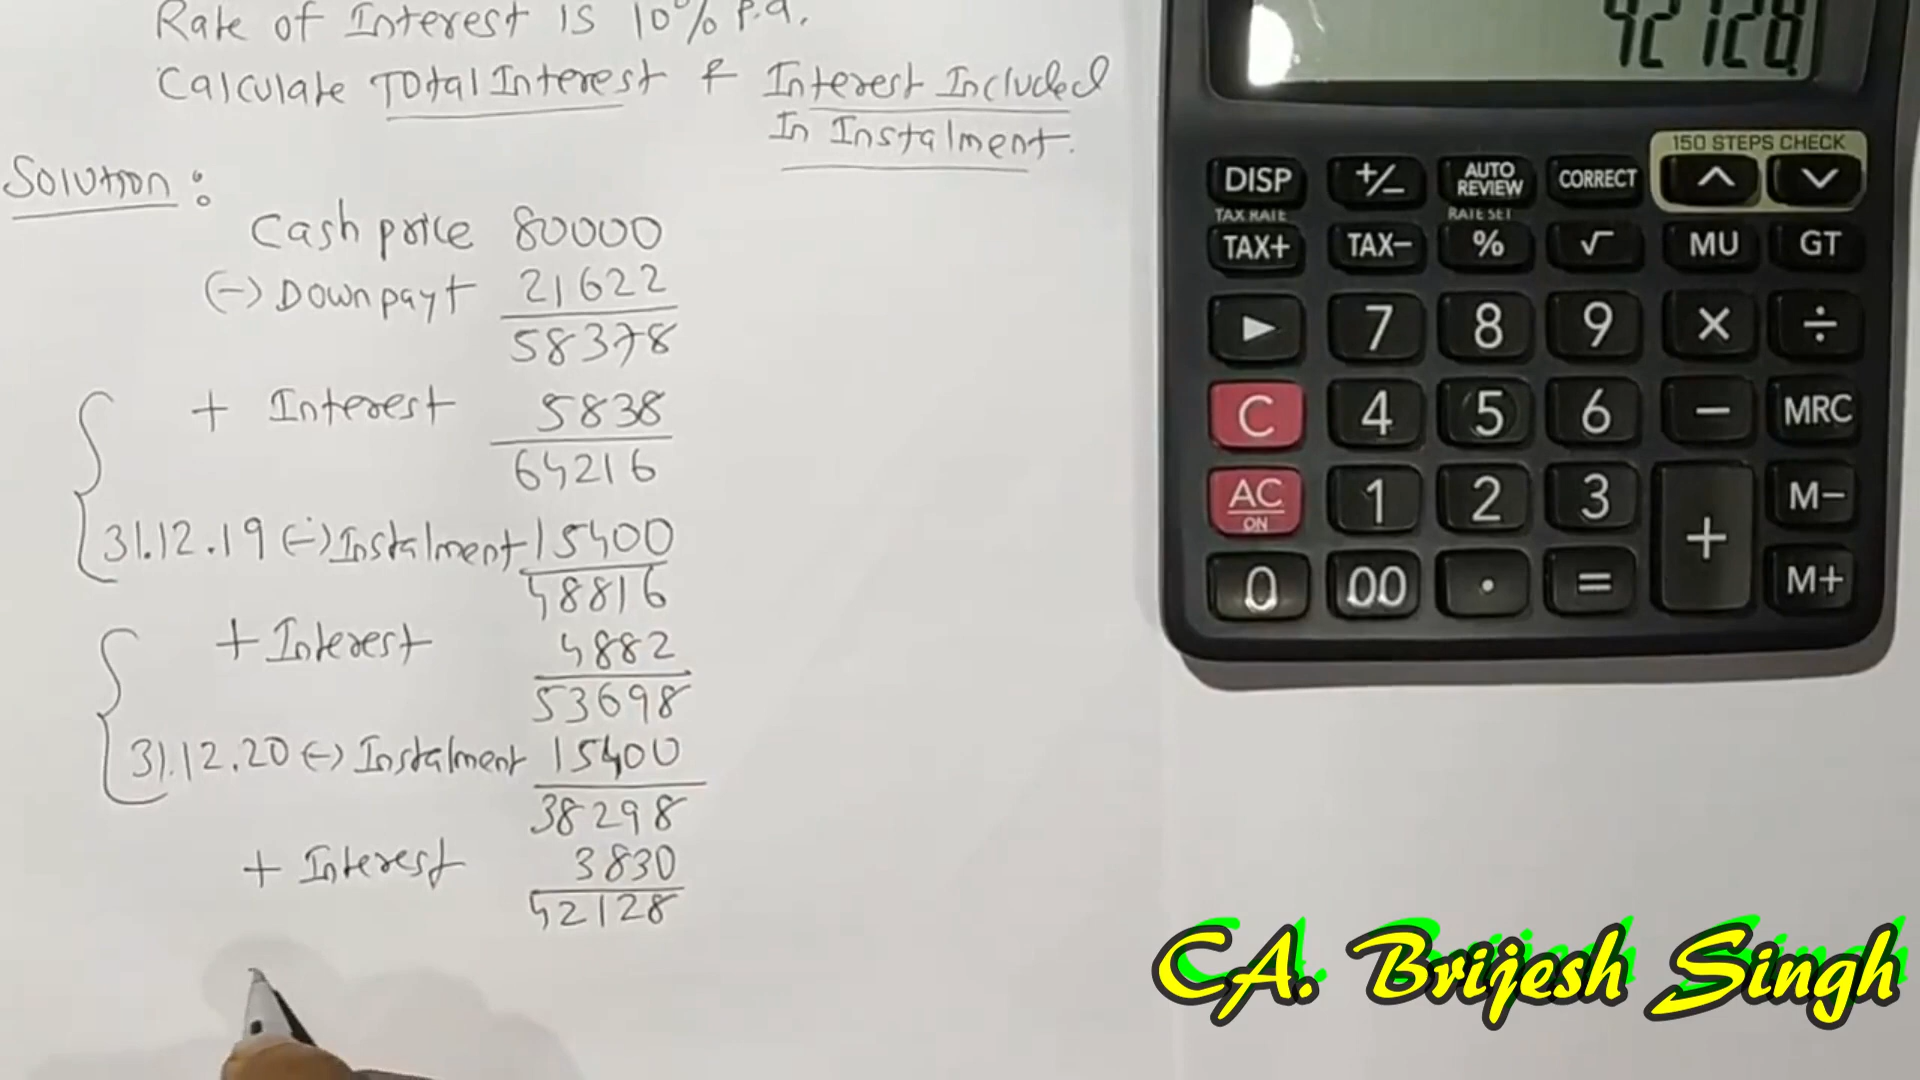 Rate of Interest is 10% p.a.
Calculate Total Interest & Interest Included
In Instalment.
Solution :
Cash price 80000
(-) Down payt 21622
58378
+ Interest 5838
64216
31.12.19 (-) Instalment 15400
48816
+ Interest 4882
53698
31.12.20 (-) Instalment 15400
38298
+ Interest 3830
42128
42128.
150 STEPS CHECK
DISP +/- AUTO REVIEW CORRECT
TAX RATE RATE SET
TAX+ TAX- % √ MU GT
7 8 9 × ÷
C 4 5 6 - MRC
AC ON 1 2 3 + M-
0 00 . = M+
CA. Brijesh Singh